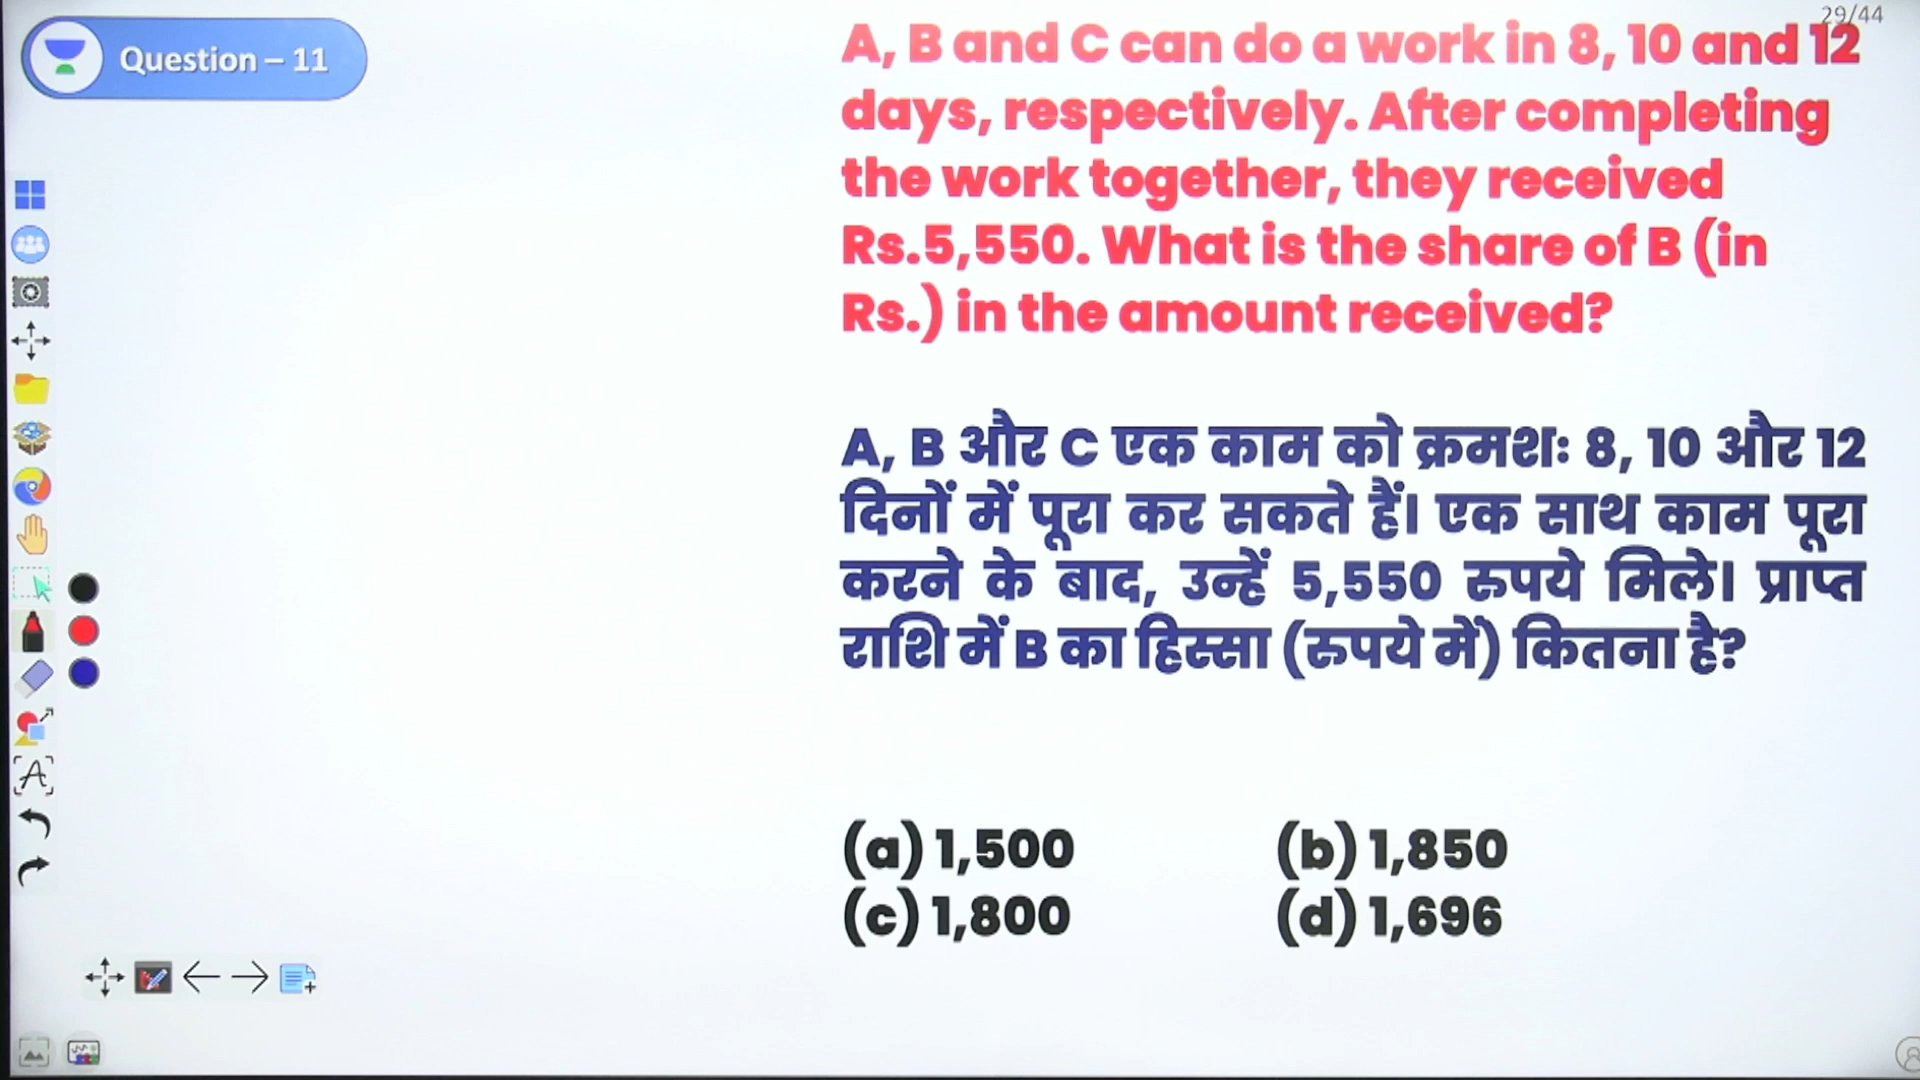 29/44
Question – 11
A, B and C can do a work in 8, 10 and 12
days, respectively. After completing
the work together, they received
Rs.5,550. What is the share of B (in
Rs.) in the amount received?
A, B और C एक काम को क्रमशः 8, 10 और 12
दिनों में पूरा कर सकते हैं। एक साथ काम पूरा
करने के बाद, उन्हें 5,550 रुपये मिले। प्राप्त
राशि में B का हिस्सा (रुपये में) कितना है?
(a) 1,500 (b) 1,850
(c) 1,800 (d) 1,696